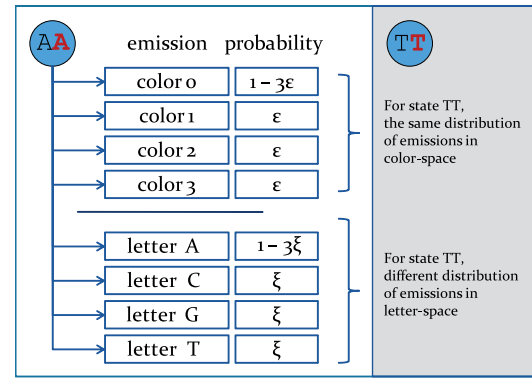 AA emission probability
color 0 1 – 3ε
color 1 ε
color 2 ε
color 3 ε
letter A 1 – 3ξ
letter C ξ
letter G ξ
letter T ξ
TT
For state TT,
the same distribution
of emissions in
color-space
For state TT,
different distribution
of emissions in
letter-space